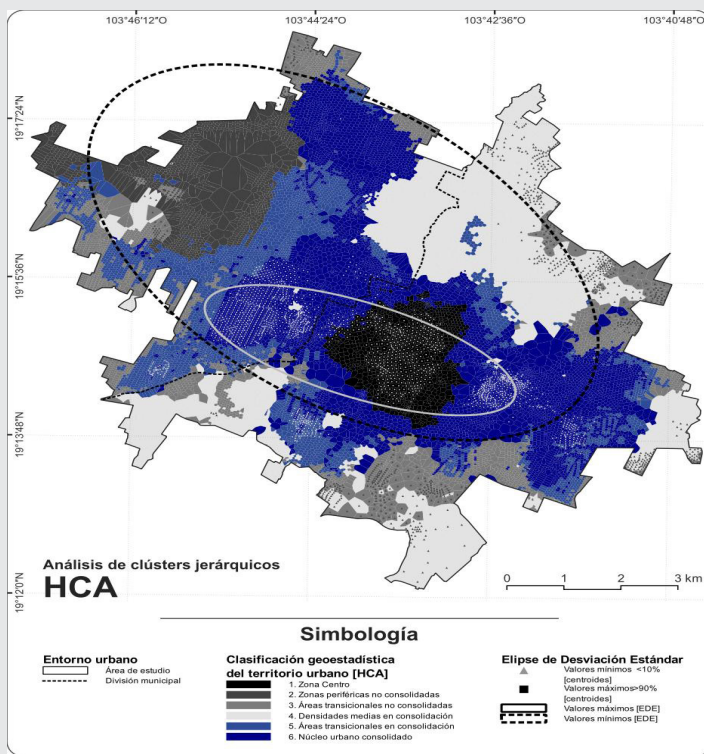 103°46'12"O 103°44'24"O 103°42'36"O 103°40'48"O
19°17'24"N
19°15'36"N
19°13'48"N
19°12'0"N
Análisis de clústers jerárquicos
HCA
0 1 2 3 km
Simbología
Entorno urbano
Área de estudio
División municipal
Clasificación geoestadística
del territorio urbano [HCA]
1. Zona Centro
2. Zonas periféricas no consolidadas
3. Áreas transicionales no consolidadas
4. Densidades medias en consolidación
5. Áreas transicionales en consolidación
6. Núcleo urbano consolidado
Elipse de Desviación Estándar
Valores mínimos <10%
[centroides]
Valores máximos>90%
[centroides]
Valores máximos [EDE]
Valores mínimos [EDE]